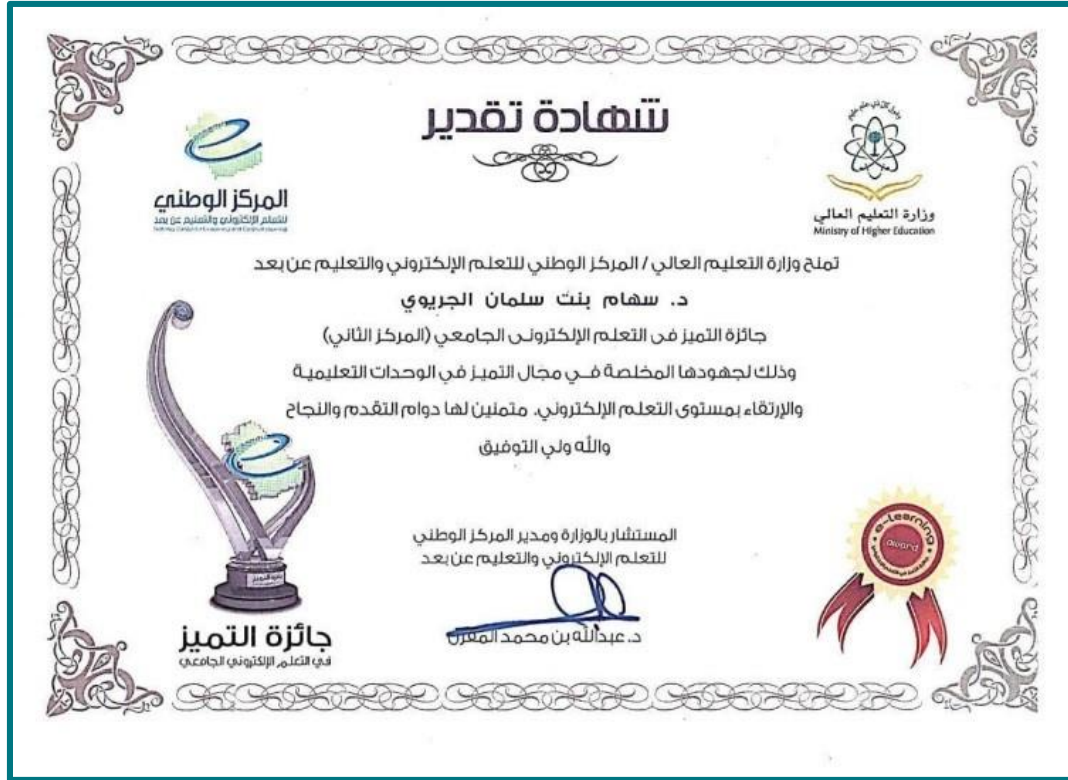 شهادة تقدير
المركز الوطني
للتعلم الإلكتروني والتعليم عن بعد
وزارة التعليم العالي
Ministry of Higher Education
تمنح وزارة التعليم العالي / المركز الوطني للتعلم الإلكتروني والتعليم عن بعد
د. سهام بنت سلمان الجريوي
جائزة التميز في التعلم الإلكتروني الجامعي (المركز الثاني)
وذلك لجهودها المخلصة في مجال التميز في الوحدات التعليمية
والإرتقاء بمستوى التعلم الإلكتروني. متمنين لها دوام التقدم والنجاح
والله ولي التوفيق
المستشار بالوزارة ومدير المركز الوطني
للتعلم الإلكتروني والتعليم عن بعد
د. عبدالله بن محمد المقرن
e-Learning
award
جائزة التميز
جائزة التميز
في التعلم الإلكتروني الجامعي